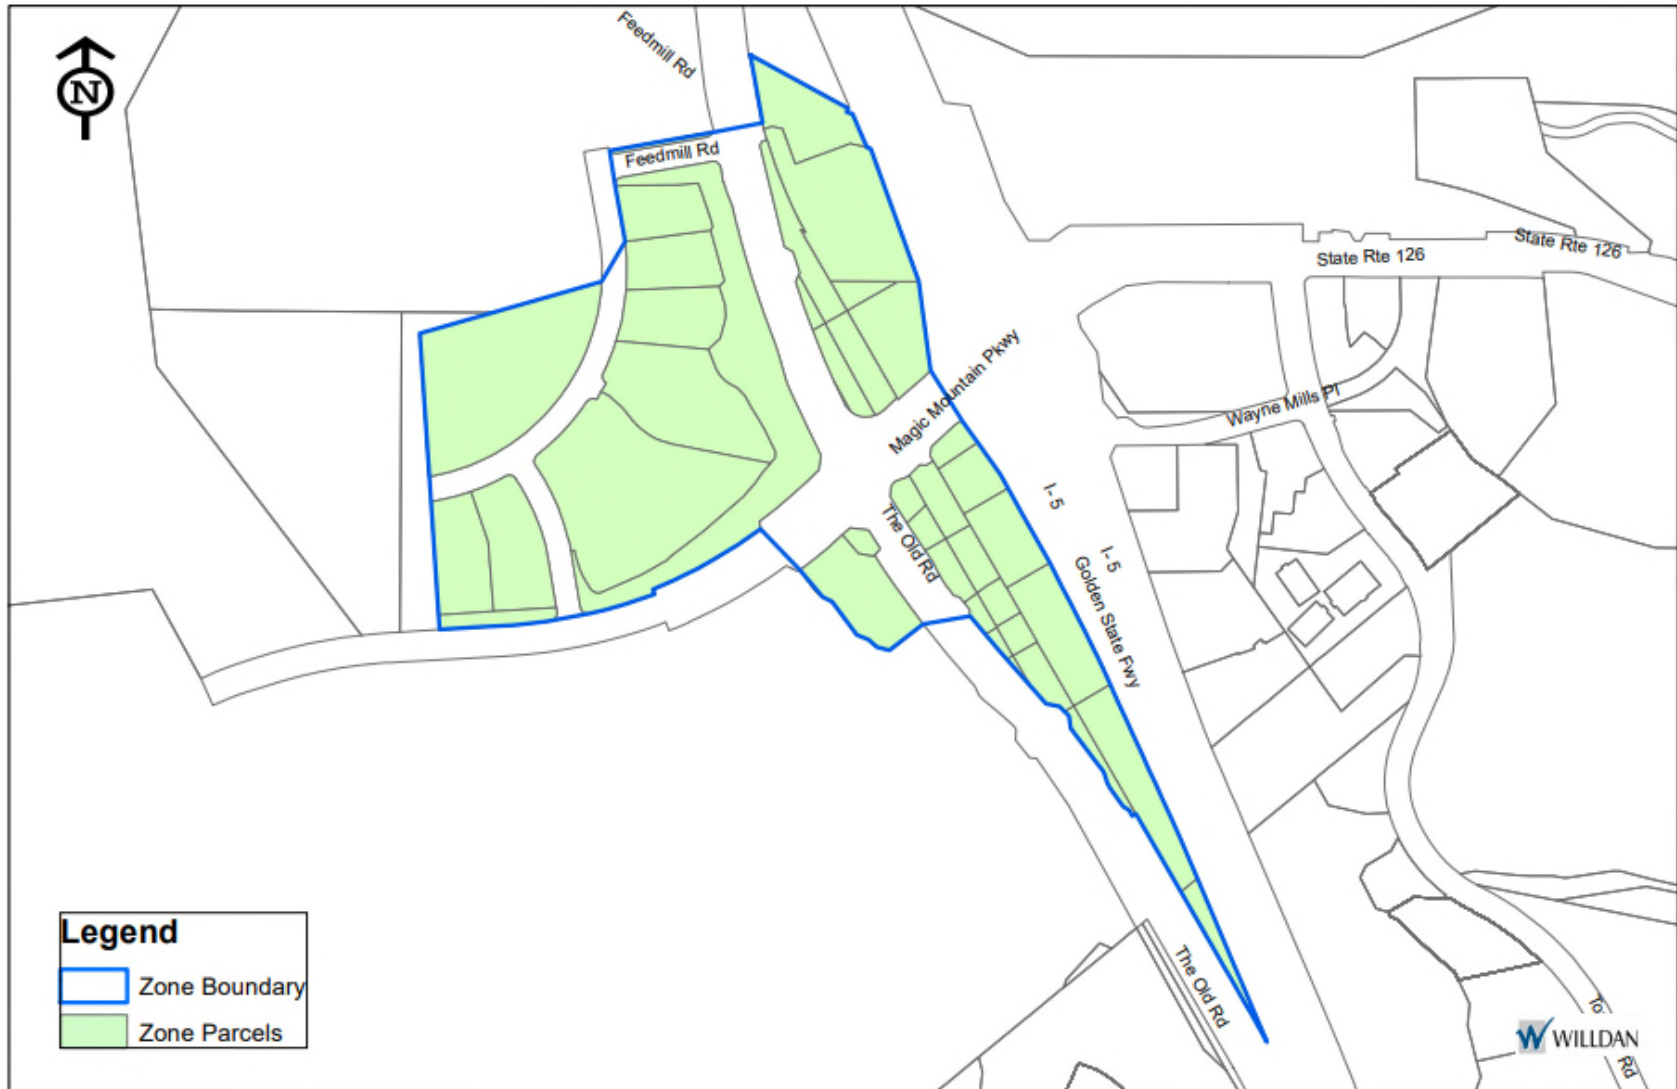 Feedmill Rd
N
Feedmill Rd
State Rte 126
State Rte 126
Magic Mountain Pkwy
Wayne Mills Pl
I-5
The Old Rd
I-5
Golden State Fwy
Legend
Zone Boundary
Zone Parcels
The Old Rd
WILLDAN
Rd